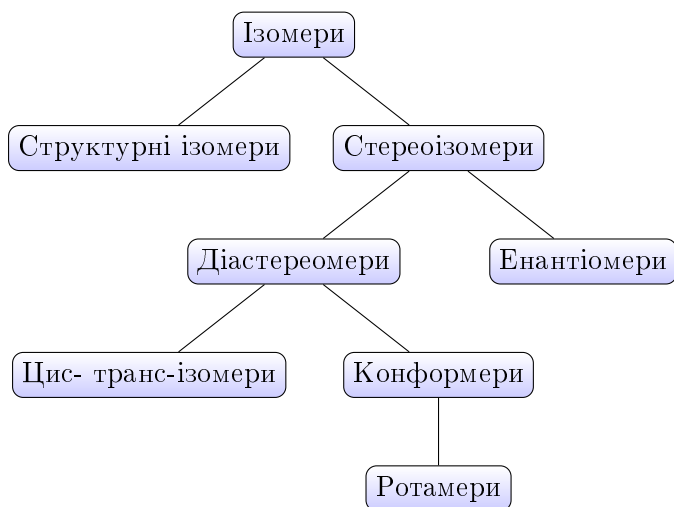 Ізомери
Структурні ізомери
Стереоізомери
Діастереомери
Енантіомери
Цис- транс-ізомери
Конформери
Ротамери